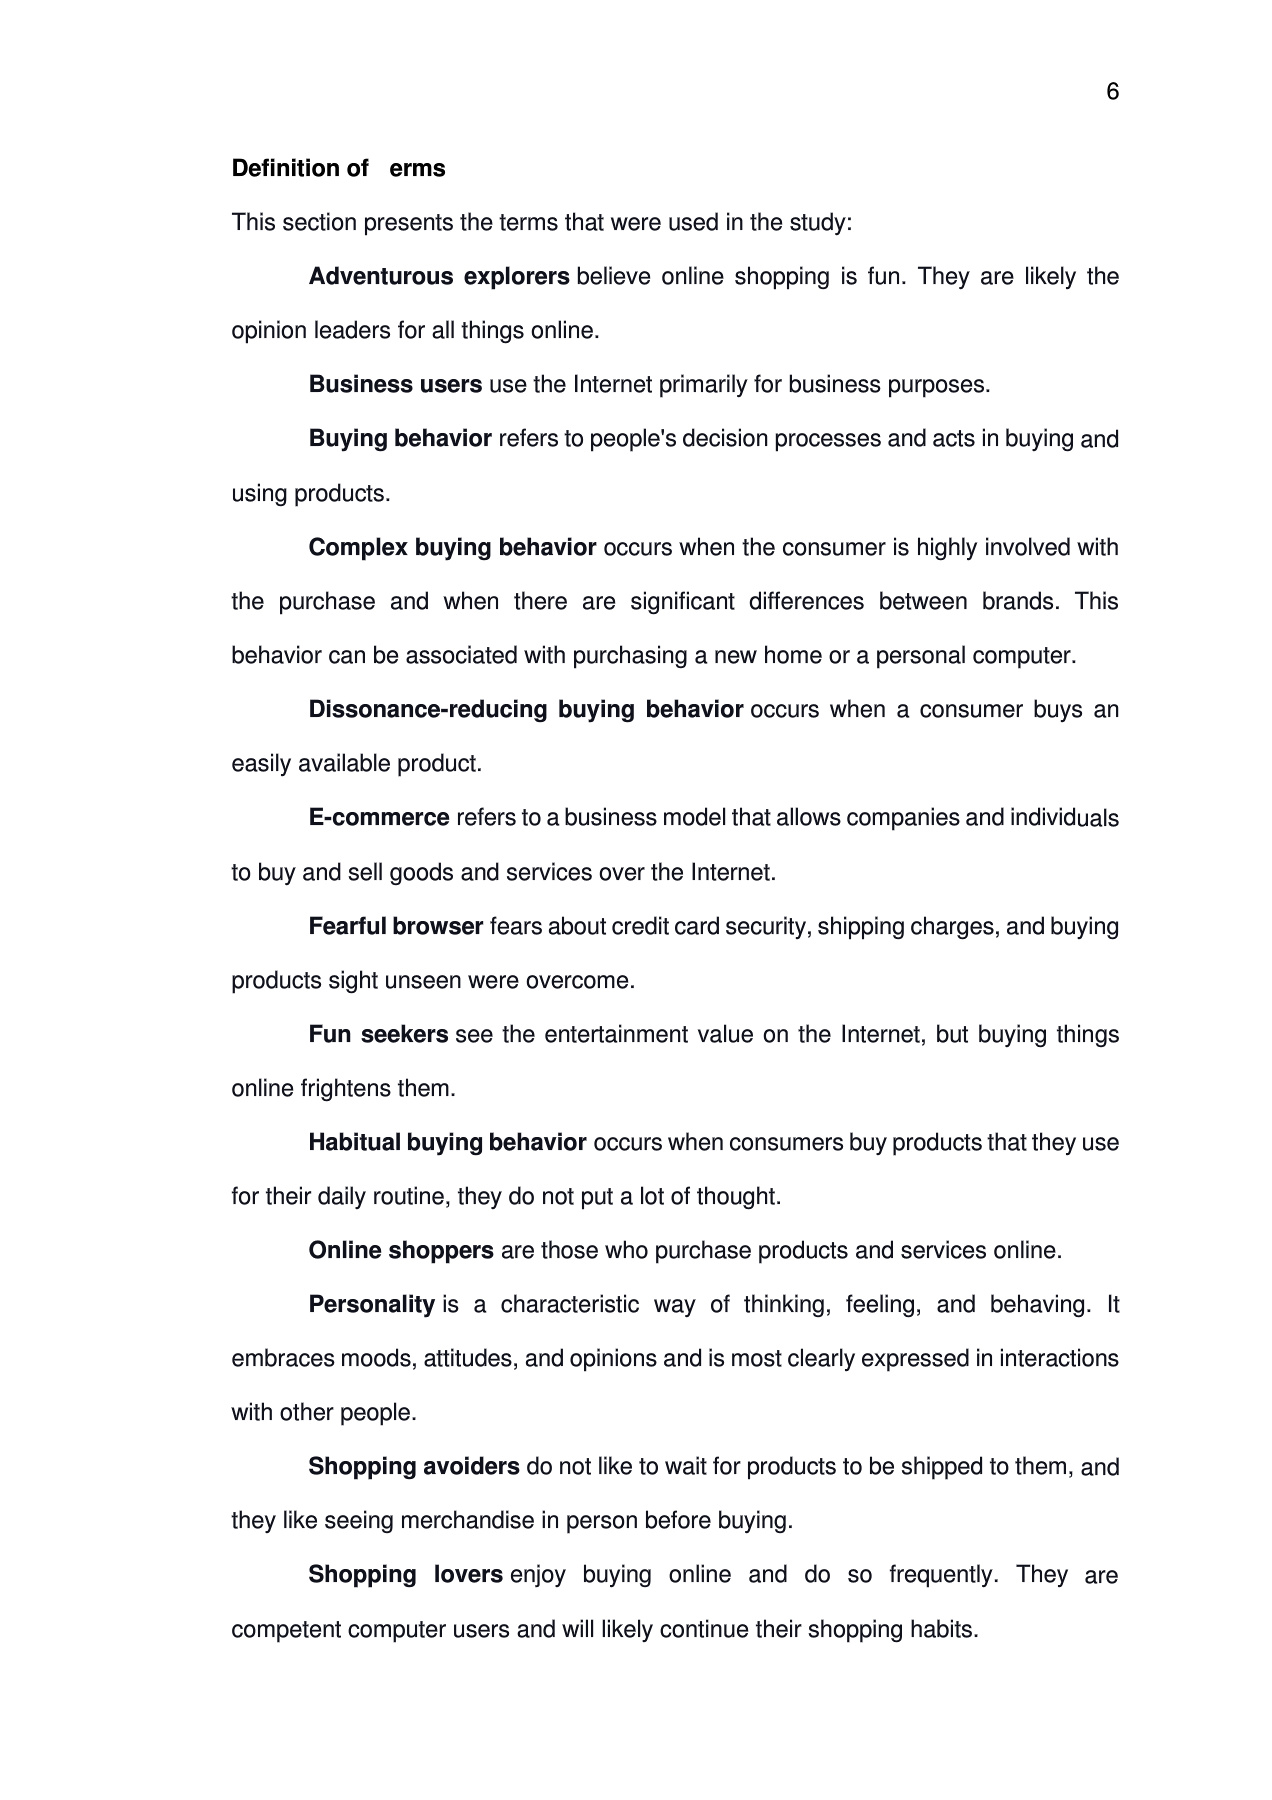 6
Definition of erms
This section presents the terms that were used in the study:
Adventurous explorers believe online shopping is fun. They are likely the
opinion leaders for all things online.
Business users use the Internet primarily for business purposes.
Buying behavior refers to people's decision processes and acts in buying and
using products.
Complex buying behavior occurs when the consumer is highly involved with
the purchase and when there are significant differences between brands. This
behavior can be associated with purchasing a new home or a personal computer.
Dissonance-reducing buying behavior occurs when a consumer buys an
easily available product.
E-commerce refers to a business model that allows companies and individuals
to buy and sell goods and services over the Internet.
Fearful browser fears about credit card security, shipping charges, and buying
products sight unseen were overcome.
Fun seekers see the entertainment value on the Internet, but buying things
online frightens them.
Habitual buying behavior occurs when consumers buy products that they use
for their daily routine, they do not put a lot of thought.
Online shoppers are those who purchase products and services online.
Personality is a characteristic way of thinking, feeling, and behaving. It
embraces moods, attitudes, and opinions and is most clearly expressed in interactions
with other people.
Shopping avoiders do not like to wait for products to be shipped to them, and
they like seeing merchandise in person before buying.
Shopping lovers enjoy buying online and do so frequently. They are
competent computer users and will likely continue their shopping habits.